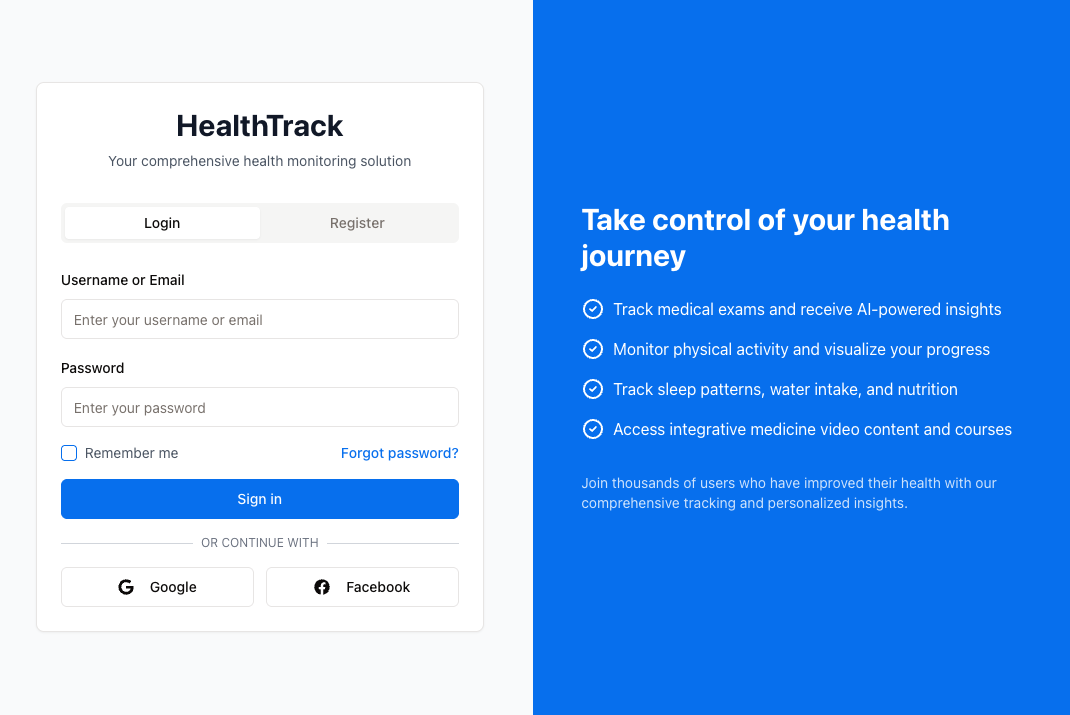 HealthTrack
Your comprehensive health monitoring solution
Login
Register
Username or Email
Enter your username or email
Password
Enter your password
Remember me
Forgot password?
Sign in
OR CONTINUE WITH
Google
Facebook
Take control of your health
journey
Track medical exams and receive AI-powered insights
Monitor physical activity and visualize your progress
Track sleep patterns, water intake, and nutrition
Access integrative medicine video content and courses
Join thousands of users who have improved their health with our
comprehensive tracking and personalized insights.